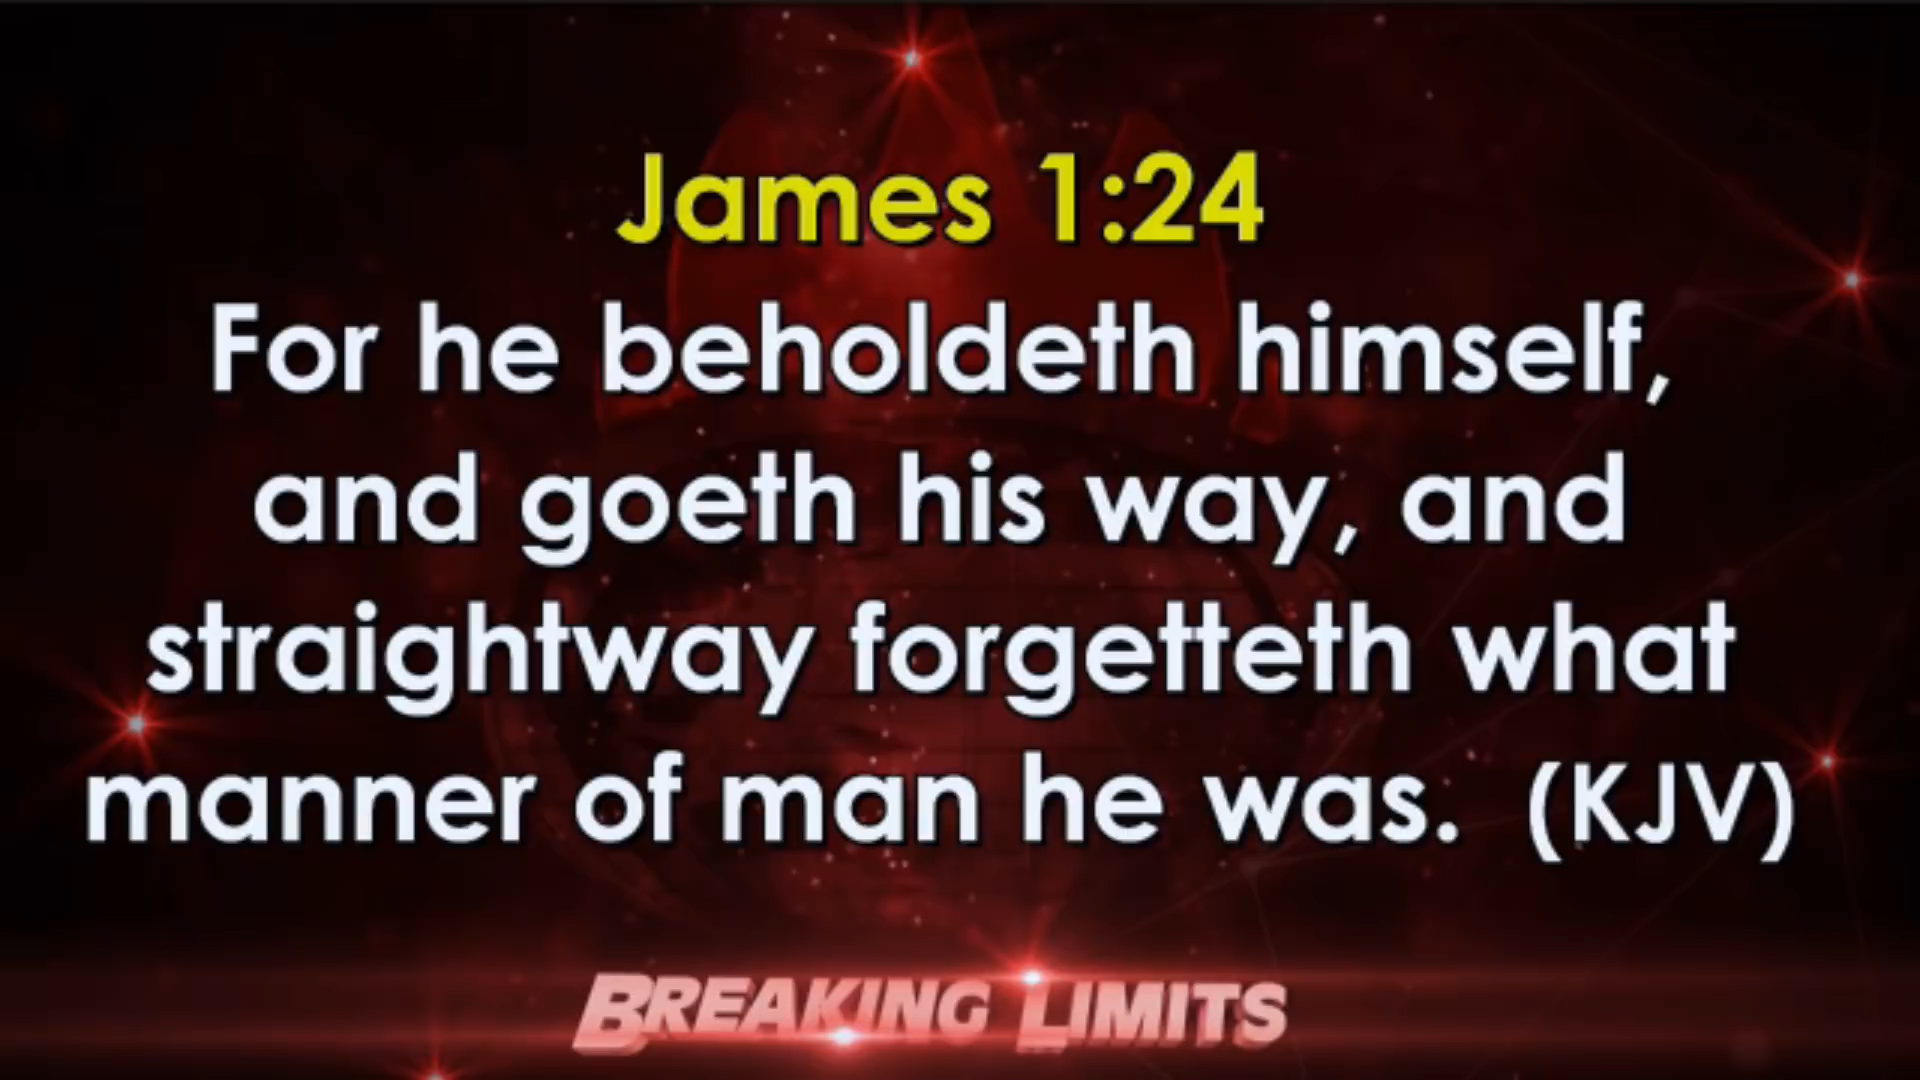 James 1:24
For he beholdeth himself,
and goeth his way, and
straightway forgetteth what
manner of man he was. (KJV)
BREAKING LIMITS